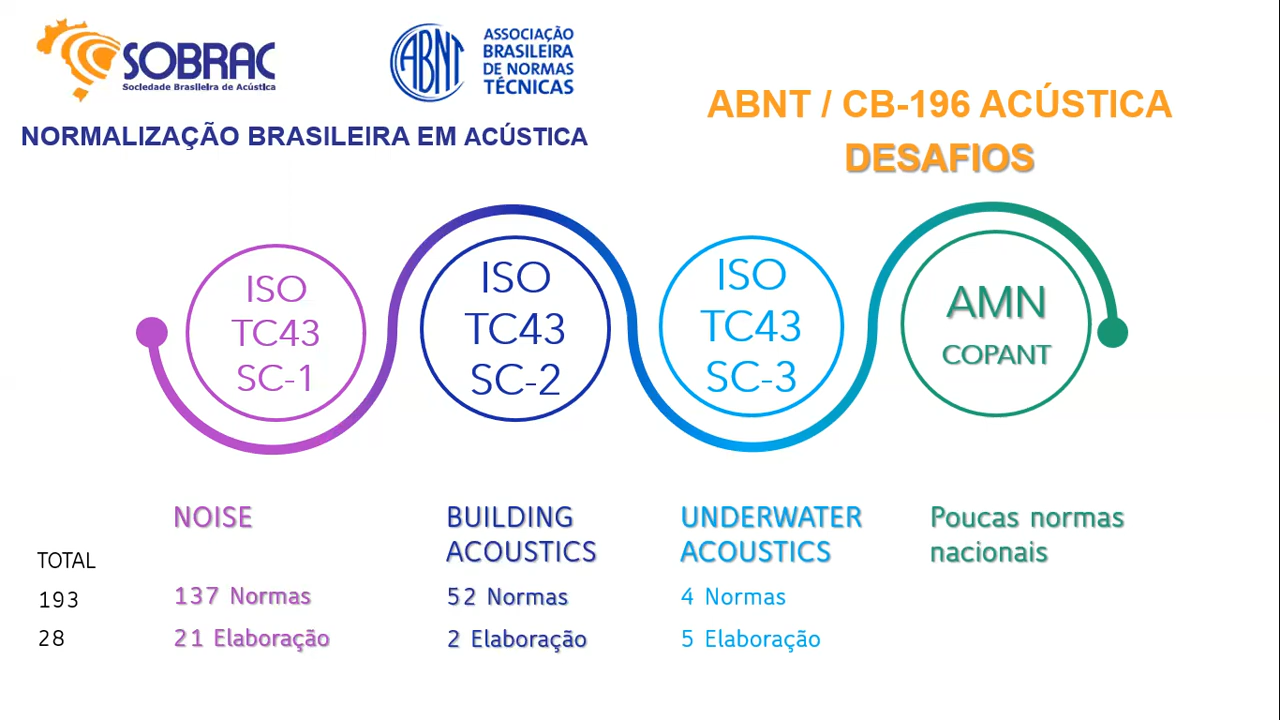 SOBRAC
Sociedade Brasileira de Acústica
ABNT
ASSOCIAÇÃO
BRASILEIRA
DE NORMAS
TÉCNICAS
NORMALIZAÇÃO BRASILEIRA EM ACÚSTICA
ABNT / CB-196 ACÚSTICA
DESAFIOS
ISO
TC43
SC-1
ISO
TC43
SC-2
ISO
TC43
SC-3
AMN
COPANT
NOISE
BUILDING
ACOUSTICS
UNDERWATER
ACOUSTICS
Poucas normas
nacionais
TOTAL
193
137 Normas
52 Normas
4 Normas
28
21 Elaboração
2 Elaboração
5 Elaboração